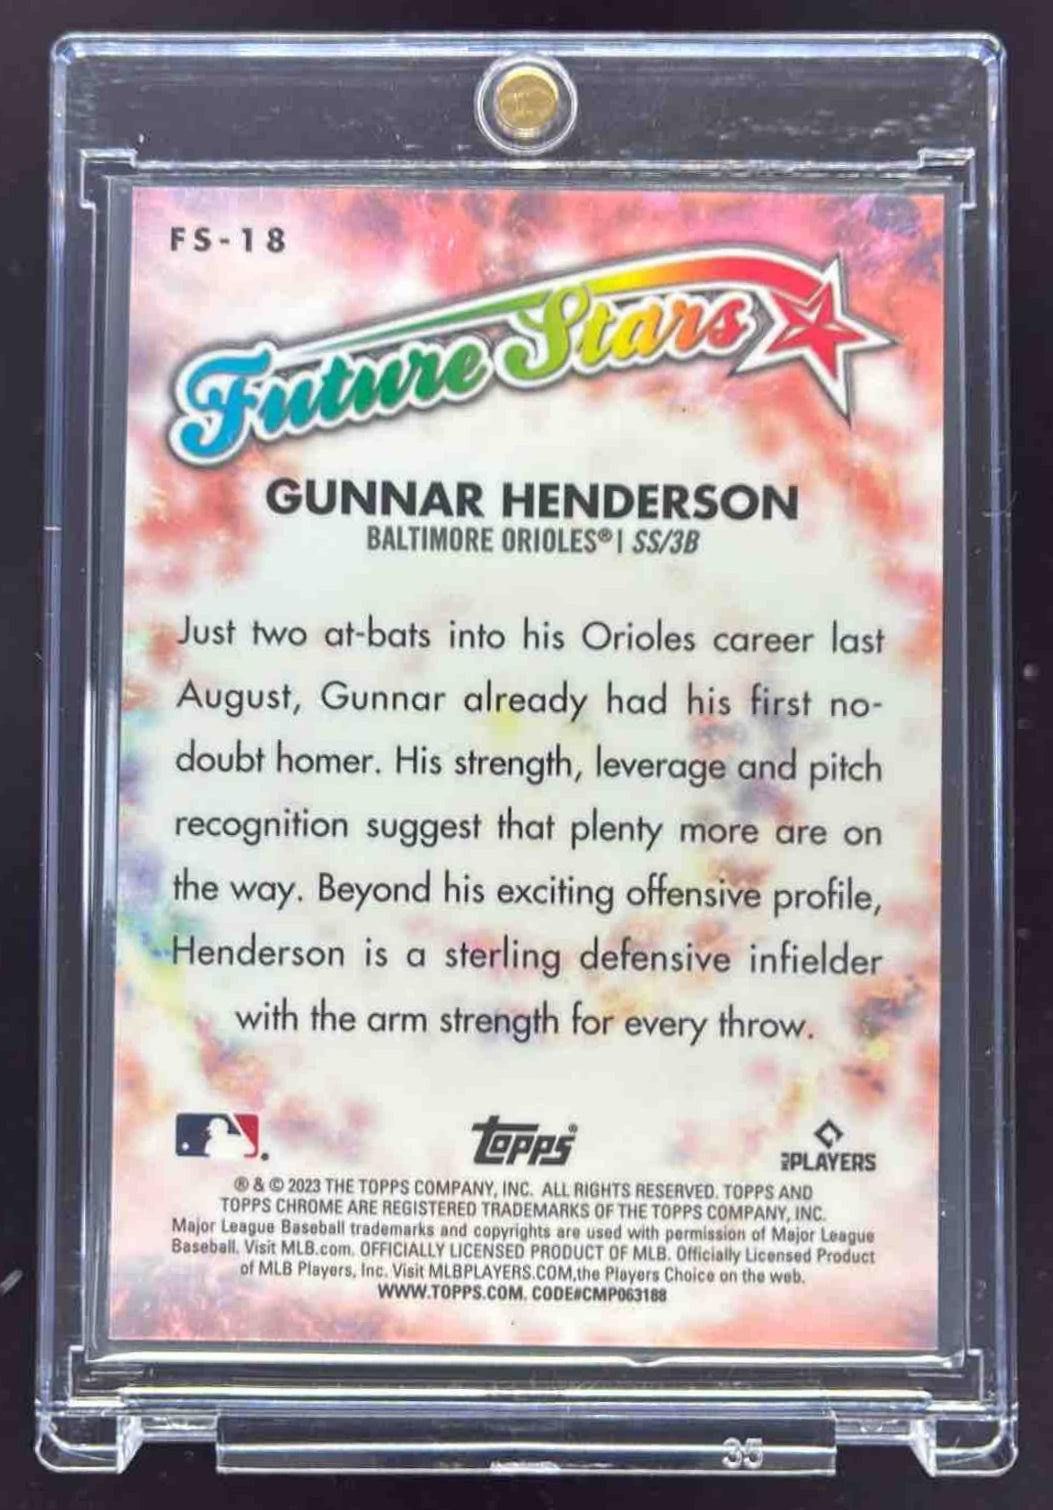 FS-18
Future Stars
GUNNAR HENDERSON
BALTIMORE ORIOLES® | SS/3B
Just two at-bats into his Orioles career last
August, Gunnar already had his first no-
doubt homer. His strength, leverage and pitch
recognition suggest that plenty more are on
the way. Beyond his exciting offensive profile,
Henderson is a sterling defensive infielder
with the arm strength for every throw.
Topps®
PLAYERS
® & © 2023 THE TOPPS COMPANY, INC. ALL RIGHTS RESERVED. TOPPS AND
TOPPS CHROME ARE REGISTERED TRADEMARKS OF THE TOPPS COMPANY, INC.
Major League Baseball trademarks and copyrights are used with permission of Major League
Baseball. Visit MLB.com. OFFICIALLY LICENSED PRODUCT OF MLB. Officially Licensed Product
of MLB Players, Inc. Visit MLBPLAYERS.COM,the Players Choice on the web.
WWW.TOPPS.COM. CODE#CMP063188
35